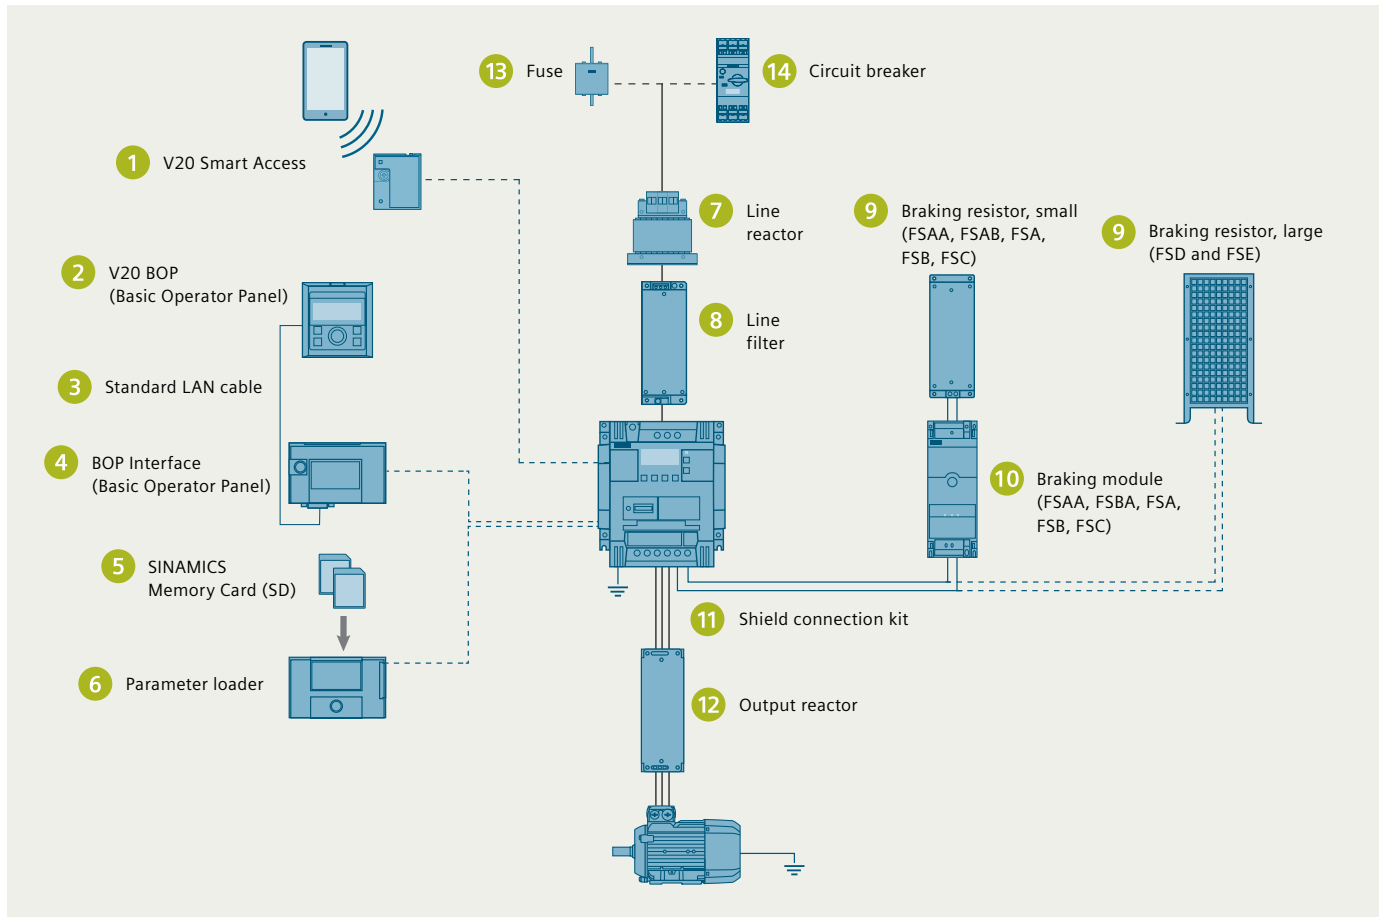 13 Fuse
14 Circuit breaker
1 V20 Smart Access
7 Line
reactor
9 Braking resistor, small
(FSAA, FSAB, FSA,
FSB, FSC)
9 Braking resistor, large
(FSD and FSE)
2 V20 BOP
(Basic Operator Panel)
8 Line
filter
3 Standard LAN cable
4 BOP Interface
(Basic Operator Panel)
10 Braking module
(FSAA, FSBA, FSA,
FSB, FSC)
5 SINAMICS
Memory Card (SD)
11 Shield connection kit
6 Parameter loader
12 Output reactor